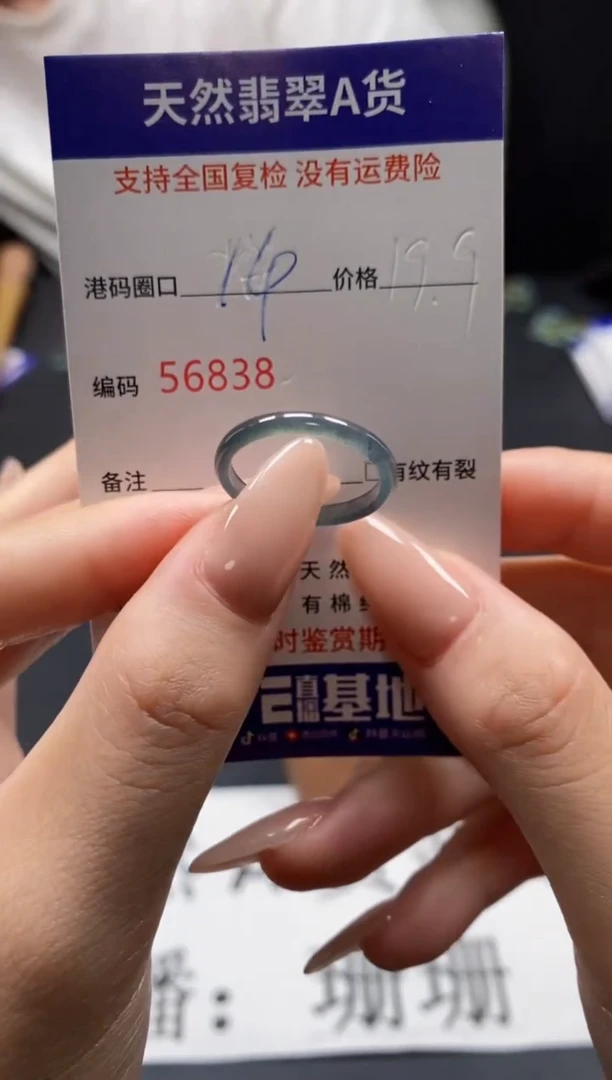 天然翡翠A货
支持全国复检 没有运费险
港码圈口 14 价格 19.9
编码 56838
备注 有纹有裂
天然
有棉
时鉴赏期
基地
播：珊珊